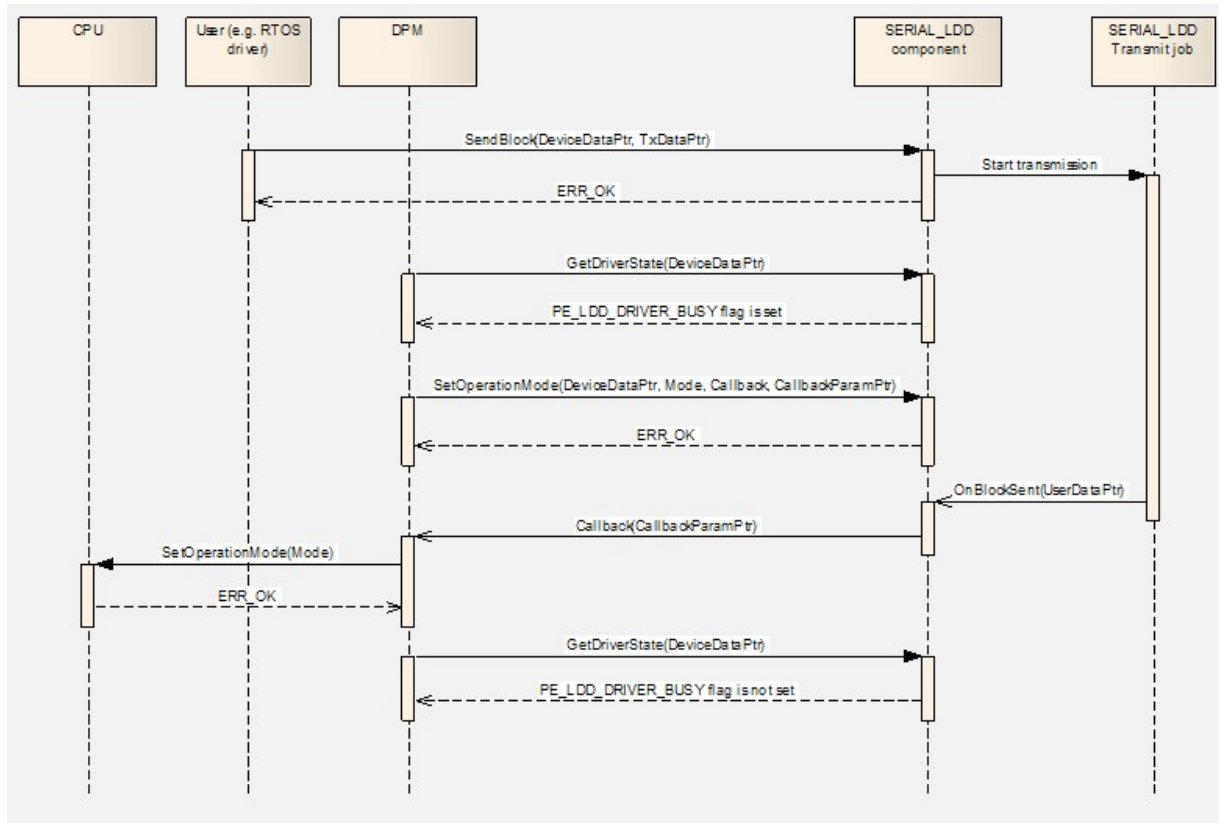 CPU
User (e.g. RTOS
driver)
DPM
SERIAL_LDD
component
SERIAL_LDD
Transmit job
SendBlock(DeviceDataPtr, TxDataPtr)
Start transmission
ERR_OK
GetDriverState(DeviceDataPtr)
PE_LDD_DRIVER_BUSY flag is set
SetOperationMode(DeviceDataPtr, Mode, Callback, CallbackParamPtr)
ERR_OK
OnBlockSent(UserDataPtr)
Callback(CallbackParamPtr)
SetOperationMode(Mode)
ERR_OK
GetDriverState(DeviceDataPtr)
PE_LDD_DRIVER_BUSY flag is not set